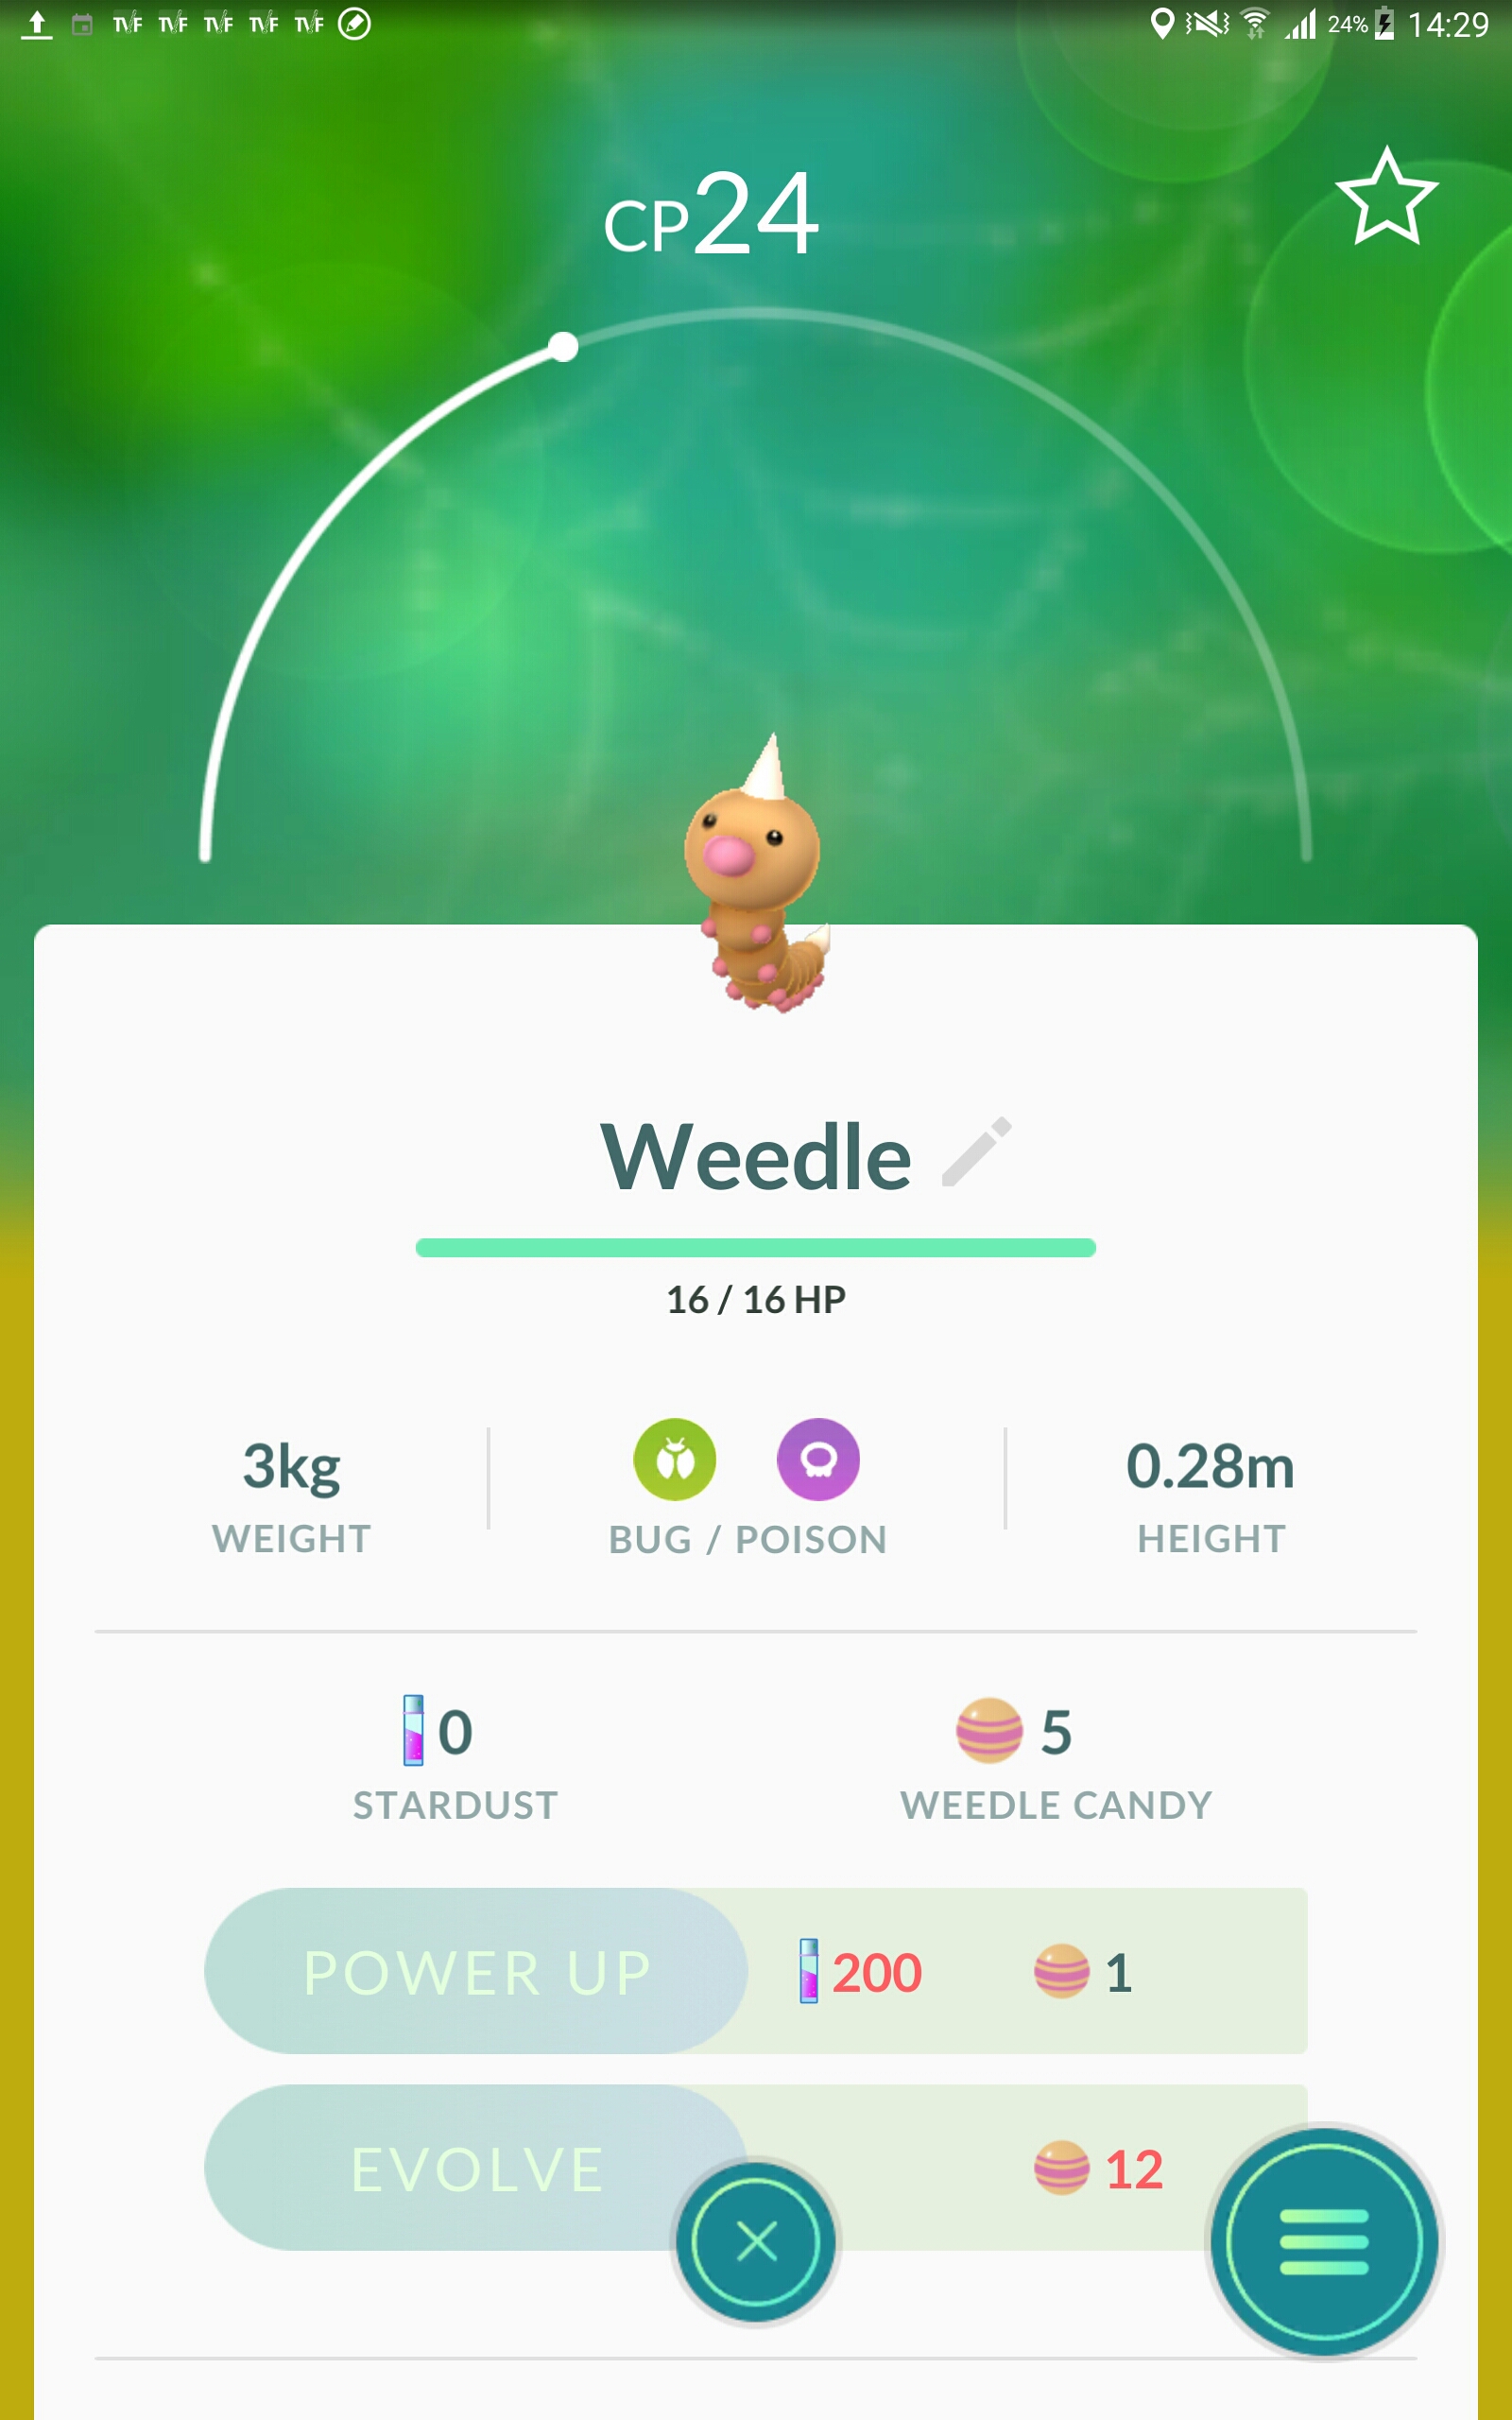 TVF TVF TVF TVF TVF 24% 14:29
CP24
Weedle
16 / 16 HP
3kg 0.28m
WEIGHT BUG / POISON HEIGHT
0 5
STARDUST WEEDLE CANDY
POWER UP 200 1
EVOLVE 12